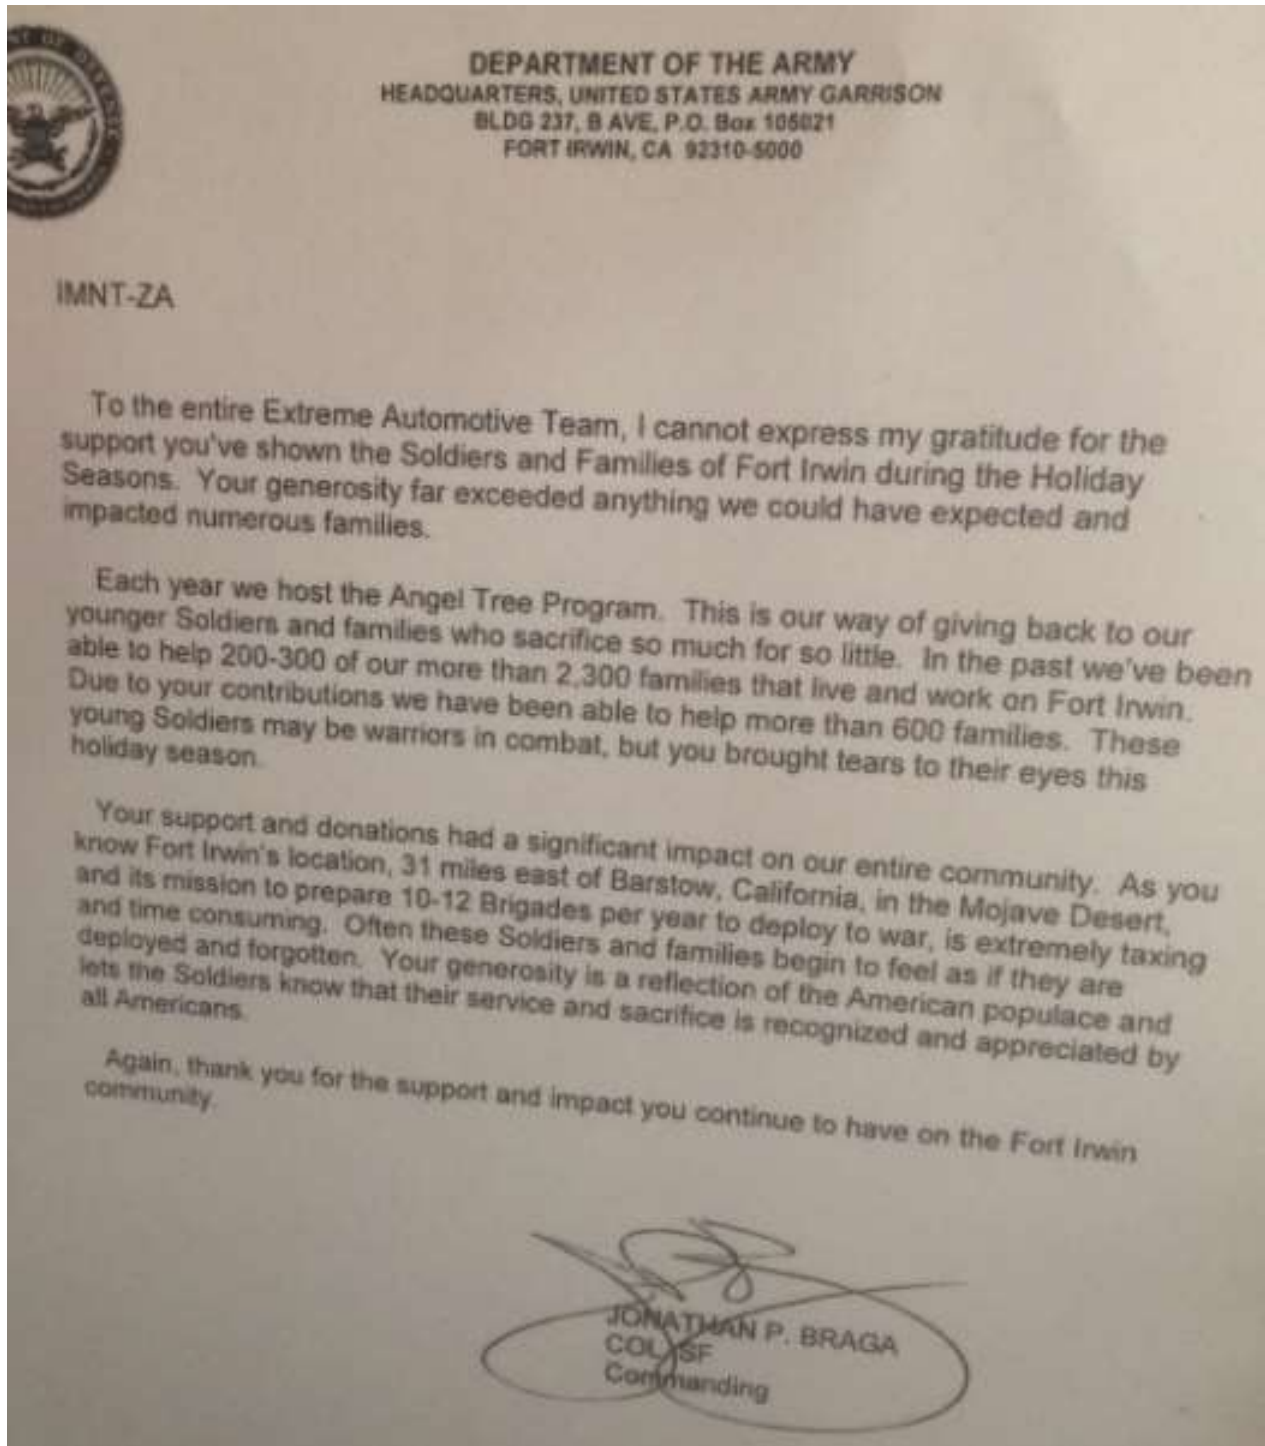 DEPARTMENT OF THE ARMY
HEADQUARTERS, UNITED STATES ARMY GARRISON
BLDG 237, B AVE, P.O. Box 105021
FORT IRWIN, CA 92310-5000
IMNT-ZA
To the entire Extreme Automotive Team, I cannot express my gratitude for the
support you've shown the Soldiers and Families of Fort Irwin during the Holiday
Seasons. Your generosity far exceeded anything we could have expected and
impacted numerous families.
Each year we host the Angel Tree Program. This is our way of giving back to our
younger Soldiers and families who sacrifice so much for so little. In the past we've been
able to help 200-300 of our more than 2,300 families that live and work on Fort Irwin.
Due to your contributions we have been able to help more than 600 families. These
young Soldiers may be warriors in combat, but you brought tears to their eyes this
holiday season.
Your support and donations had a significant impact on our entire community. As you
know Fort Irwin's location, 31 miles east of Barstow, California, in the Mojave Desert,
and its mission to prepare 10-12 Brigades per year to deploy to war, is extremely taxing
and time consuming. Often these Soldiers and families begin to feel as if they are
deployed and forgotten. Your generosity is a reflection of the American populace and
lets the Soldiers know that their service and sacrifice is recognized and appreciated by
all Americans.
Again, thank you for the support and impact you continue to have on the Fort Irwin
community.
JONATHAN P. BRAGA
COL, SF
Commanding